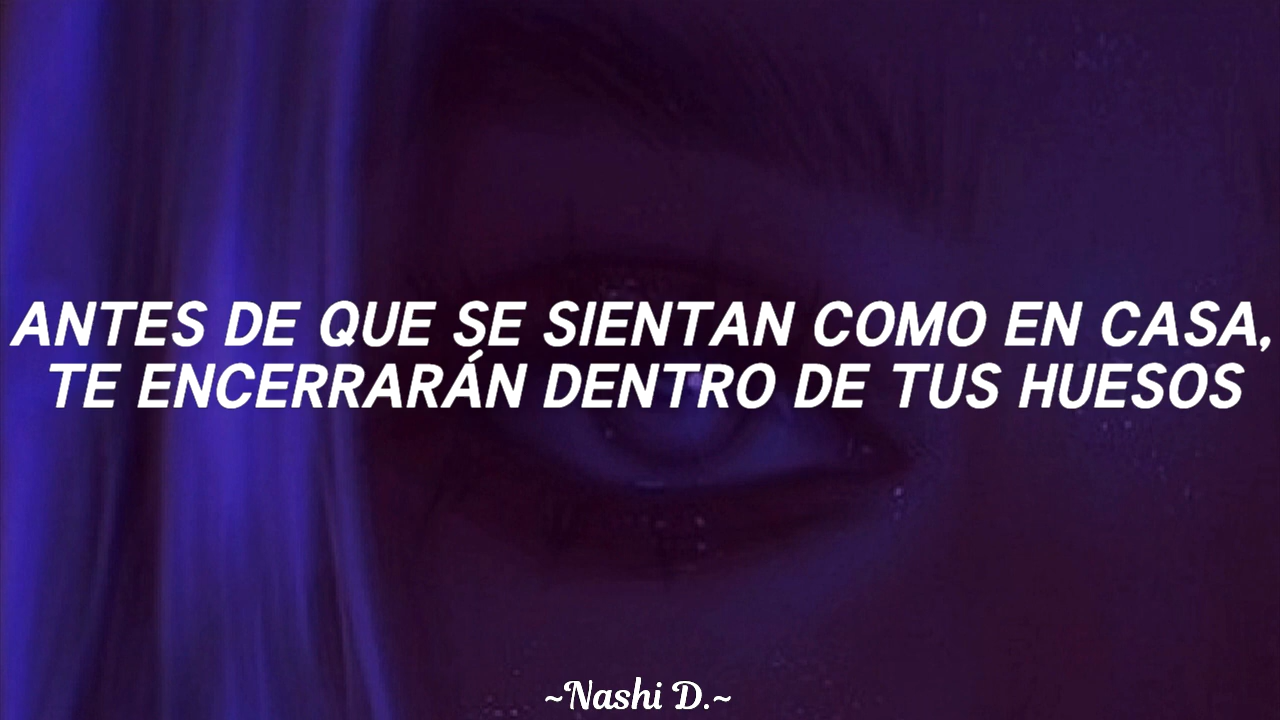 ANTES DE QUE SE SIENTAN COMO EN CASA,
TE ENCERRARÁN DENTRO DE TUS HUESOS
~Nashi D.~